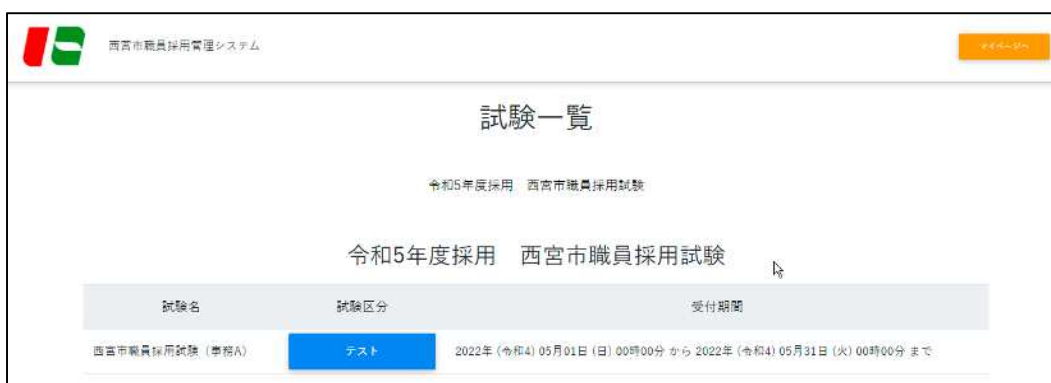 西宮市職員採用管理システム
マイページへ
試験一覧
令和5年度採用　西宮市職員採用試験
令和5年度採用　西宮市職員採用試験
試験名　試験区分　受付期間
西宮市職員採用試験（事務A）　テスト　2022年（令和4）05月01日（日）00時00分 から 2022年（令和4）05月31日（火）00時00分 まで